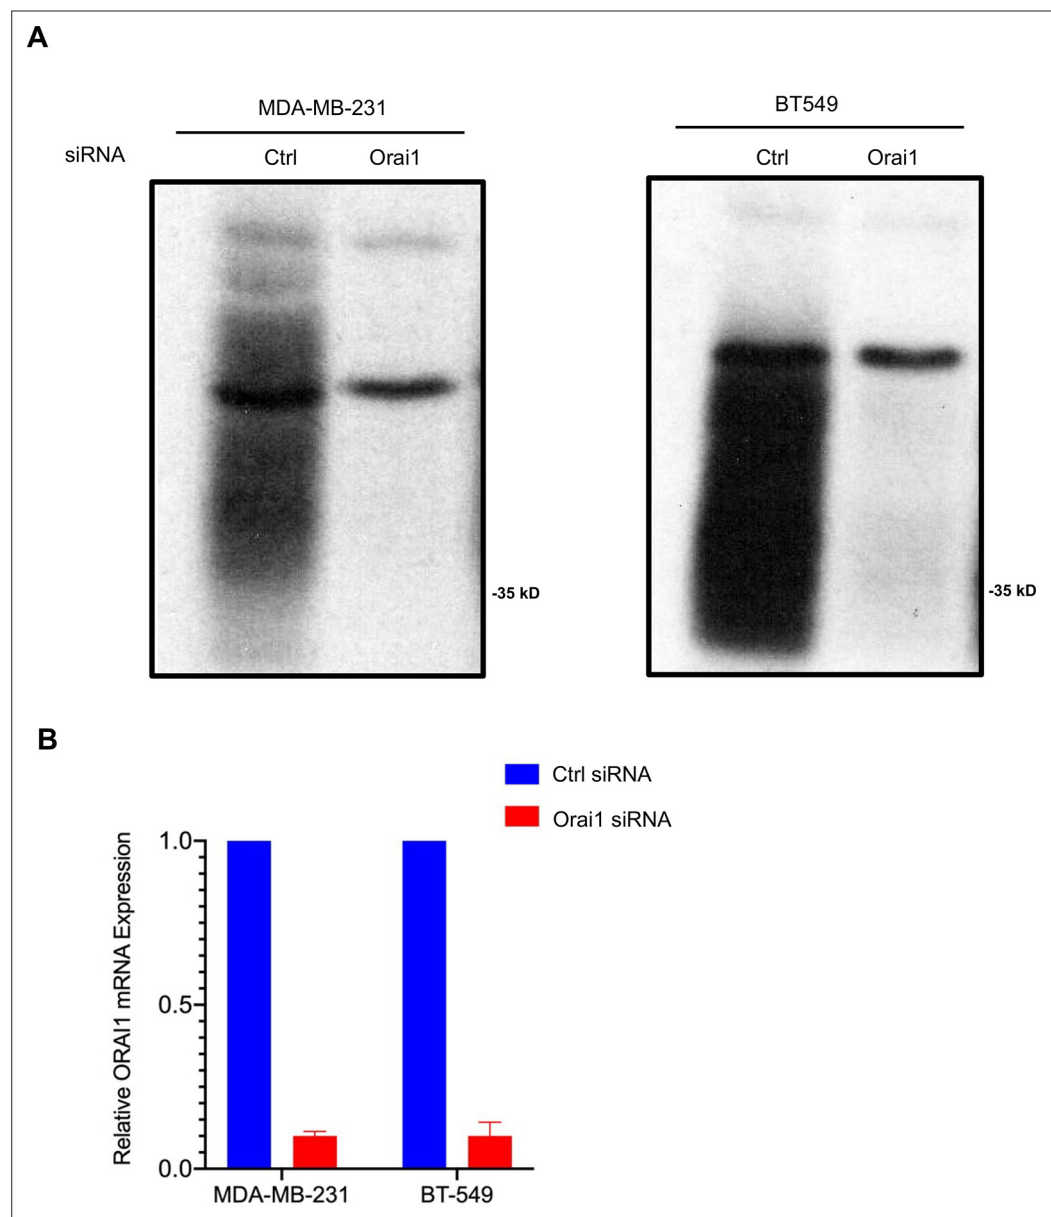 A
MDA-MB-231
BT549
siRNA Ctrl Orai1
Ctrl Orai1
-35 kD
-35 kD
B
Ctrl siRNA
Orai1 siRNA
Relative ORAI1 mRNA Expression
1.0
0.5
0.0
MDA-MB-231 BT-549